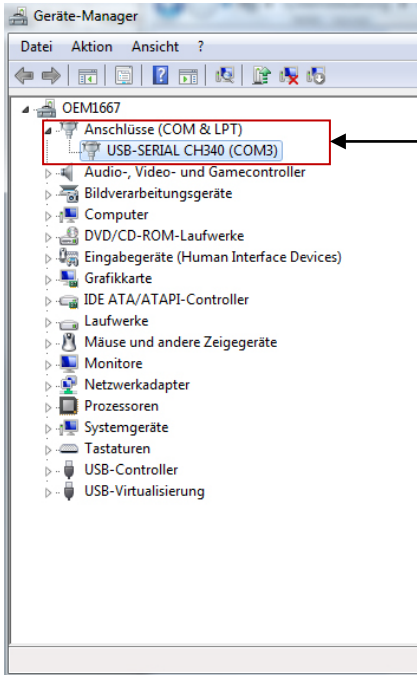 Geräte-Manager
Datei Aktion Ansicht ?
OEM1667
Anschlüsse (COM & LPT)
USB-SERIAL CH340 (COM3)
Audio-, Video- und Gamecontroller
Bildverarbeitungsgeräte
Computer
DVD/CD-ROM-Laufwerke
Eingabegeräte (Human Interface Devices)
Grafikkarte
IDE ATA/ATAPI-Controller
Laufwerke
Mäuse und andere Zeigegeräte
Monitore
Netzwerkadapter
Prozessoren
Systemgeräte
Tastaturen
USB-Controller
USB-Virtualisierung